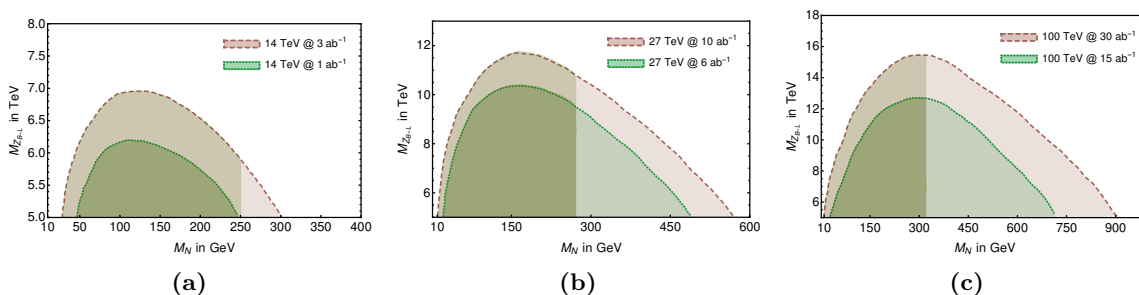 8.0
7.5
7.0
6.5
6.0
5.5
5.0
M_{Z_{B-L}} in TeV
14 TeV @ 3 ab⁻¹
14 TeV @ 1 ab⁻¹
10 50 100 150 200 250 300 350 400
M_N in GeV
(a)
12
10
8
6
M_{Z_{B-L}} in TeV
27 TeV @ 10 ab⁻¹
27 TeV @ 6 ab⁻¹
10 150 300 450 600
M_N in GeV
(b)
18
16
14
12
10
8
6
M_{Z_{B-L}} in TeV
100 TeV @ 30 ab⁻¹
100 TeV @ 15 ab⁻¹
10 150 300 450 600 750 900
M_N in GeV
(c)